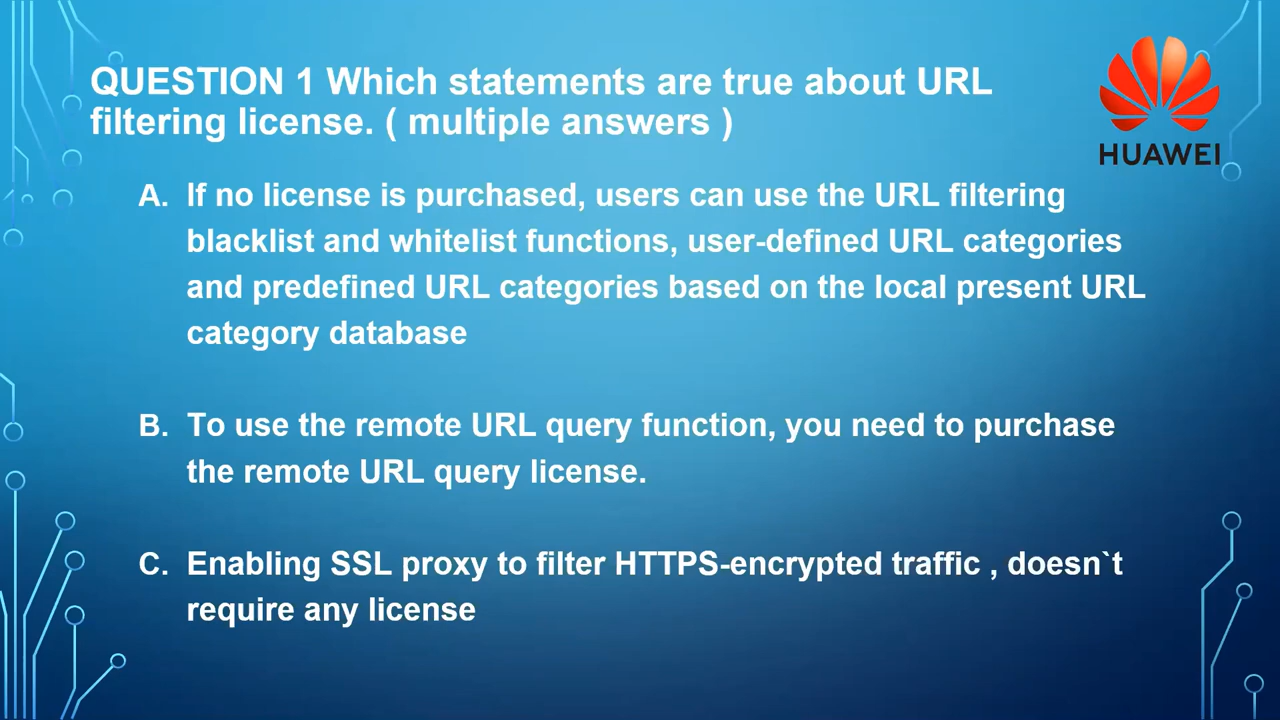 QUESTION 1 Which statements are true about URL
filtering license. ( multiple answers )
HUAWEI
A. If no license is purchased, users can use the URL filtering
blacklist and whitelist functions, user-defined URL categories
and predefined URL categories based on the local present URL
category database
B. To use the remote URL query function, you need to purchase
the remote URL query license.
C. Enabling SSL proxy to filter HTTPS-encrypted traffic , doesn`t
require any license